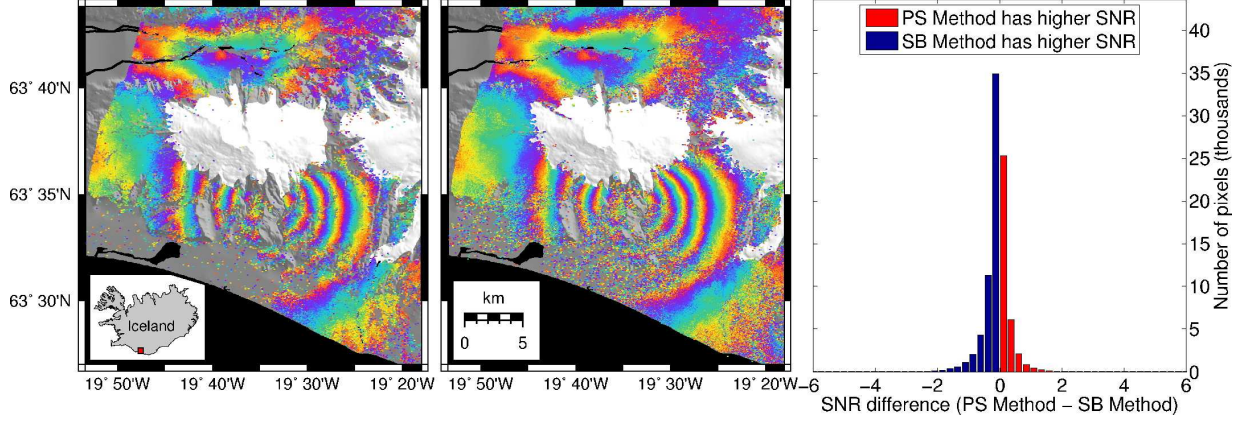 63° 40'N
63° 35'N
63° 30'N
Iceland
19° 50'W
19° 40'W
19° 30'W
19° 20'W
km
0
5
19° 50'W
19° 40'W
19° 30'W
19° 20'W
PS Method has higher SNR
SB Method has higher SNR
40
35
30
25
20
15
10
5
0
Number of pixels (thousands)
−6
−4
−2
0
2
4
6
SNR difference (PS Method − SB Method)